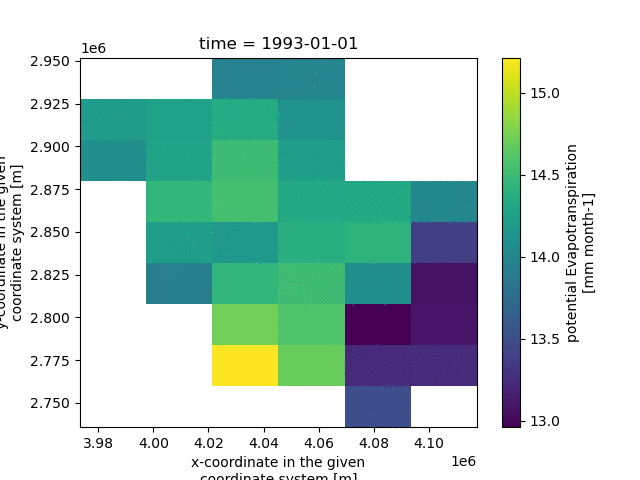 time = 1993-01-01
1e6
2.950
2.925
2.900
2.875
2.850
2.825
2.800
2.775
2.750
y-coordinate in the given
coordinate system [m]
3.98
4.00
4.02
4.04
4.06
4.08
4.10
1e6
x-coordinate in the given
coordinate system [m]
15.0
14.5
14.0
13.5
13.0
potential Evapotranspiration
[mm month-1]